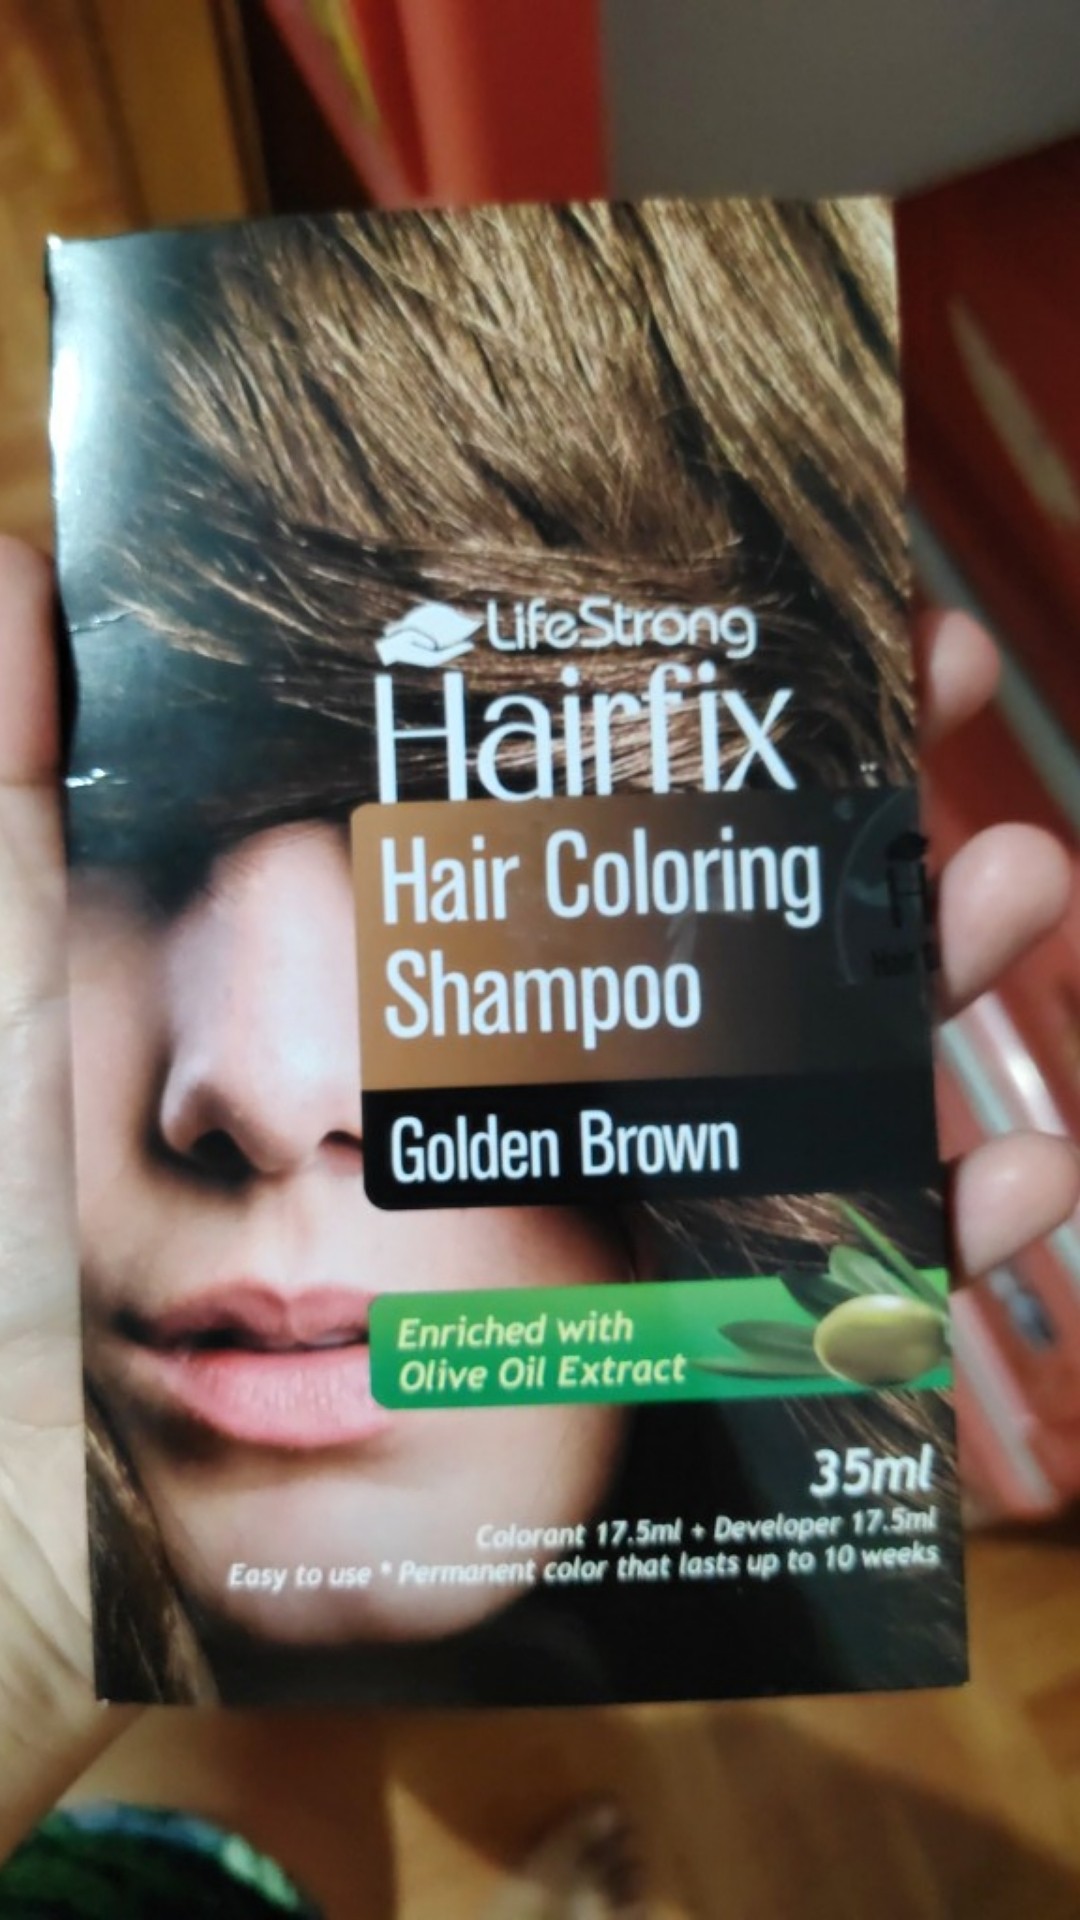 LifeStrong
Hairfix
Hair Coloring
Shampoo
Golden Brown
Enriched with
Olive Oil Extract
35ml
Colorant 17.5ml + Developer 17.5ml
Easy to use * Permanent color that lasts up to 10 weeks